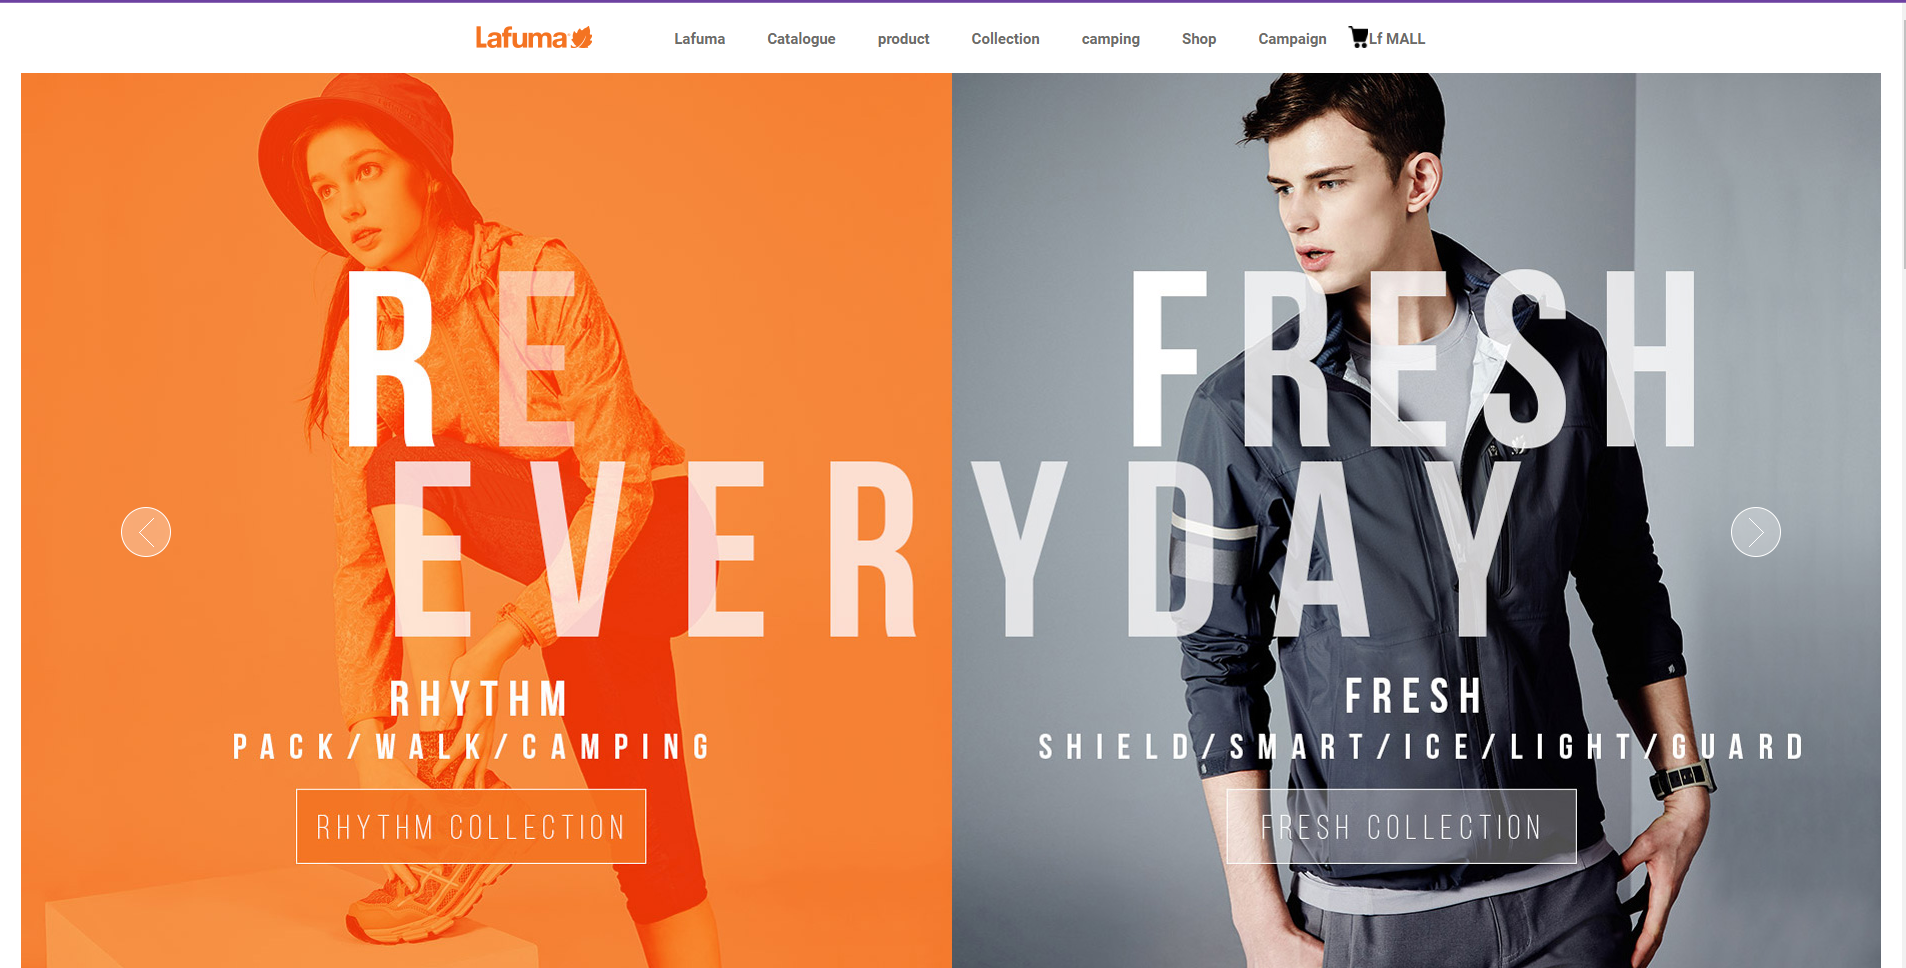 Lafuma Lafuma Catalogue product Collection camping Shop Campaign Lf MALL
RE FRESH
EVERYDAY
RHYTHM
PACK/WALK/CAMPING
RHYTHM COLLECTION
FRESH
SHIELD/SMART/ICE/LIGHT/GUARD
FRESH COLLECTION